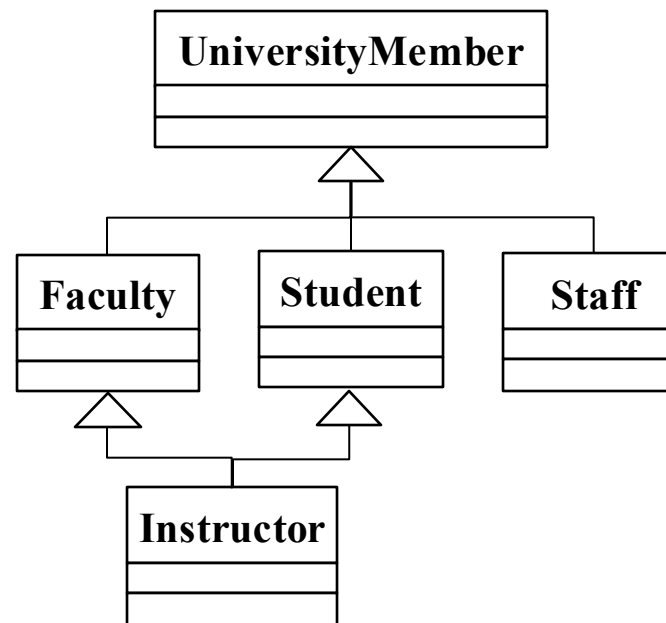 UniversityMember
Faculty
Student
Staff
Instructor